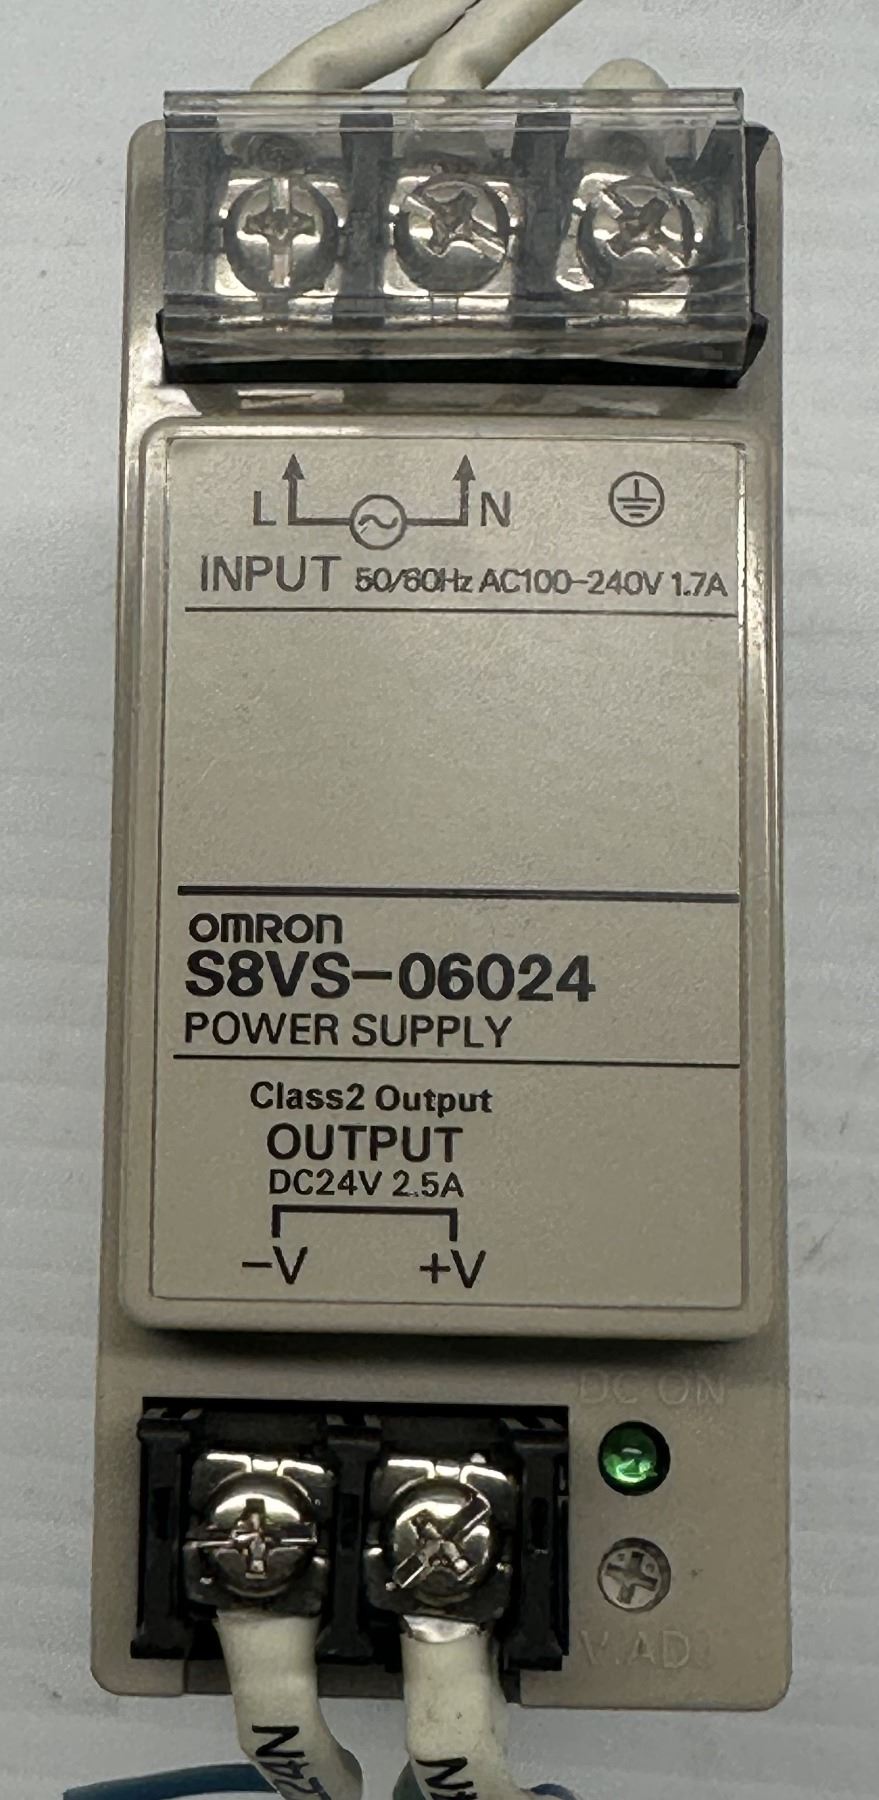 L N
INPUT 50/60Hz AC100-240V 1.7A
omron
S8VS-06024
POWER SUPPLY
Class2 Output
OUTPUT
DC24V 2.5A
-V +V
DC ON
V.ADJ